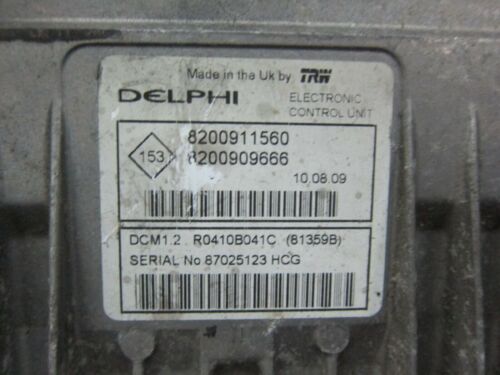 Made in the Uk by TRW
DELPHI ELECTRONIC
CONTROL UNIT
8200911560
153 8200909666
10.08.09
DCM1.2 R0410B041C (81359B)
SERIAL No 87025123 HCG